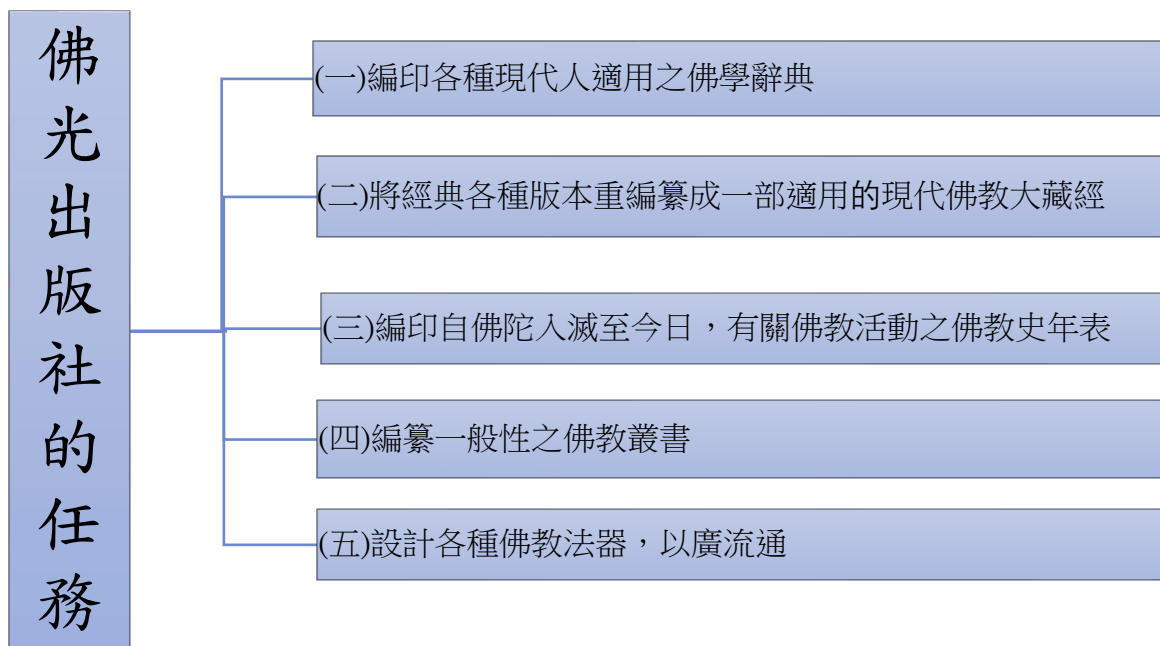 佛光出版社的任務
(一)編印各種現代人適用之佛學辭典
(二)將經典各種版本重編纂成一部適用的現代佛教大藏經
(三)編印自佛陀入滅至今日，有關佛教活動之佛教史年表
(四)編纂一般性之佛教叢書
(五)設計各種佛教法器，以廣流通